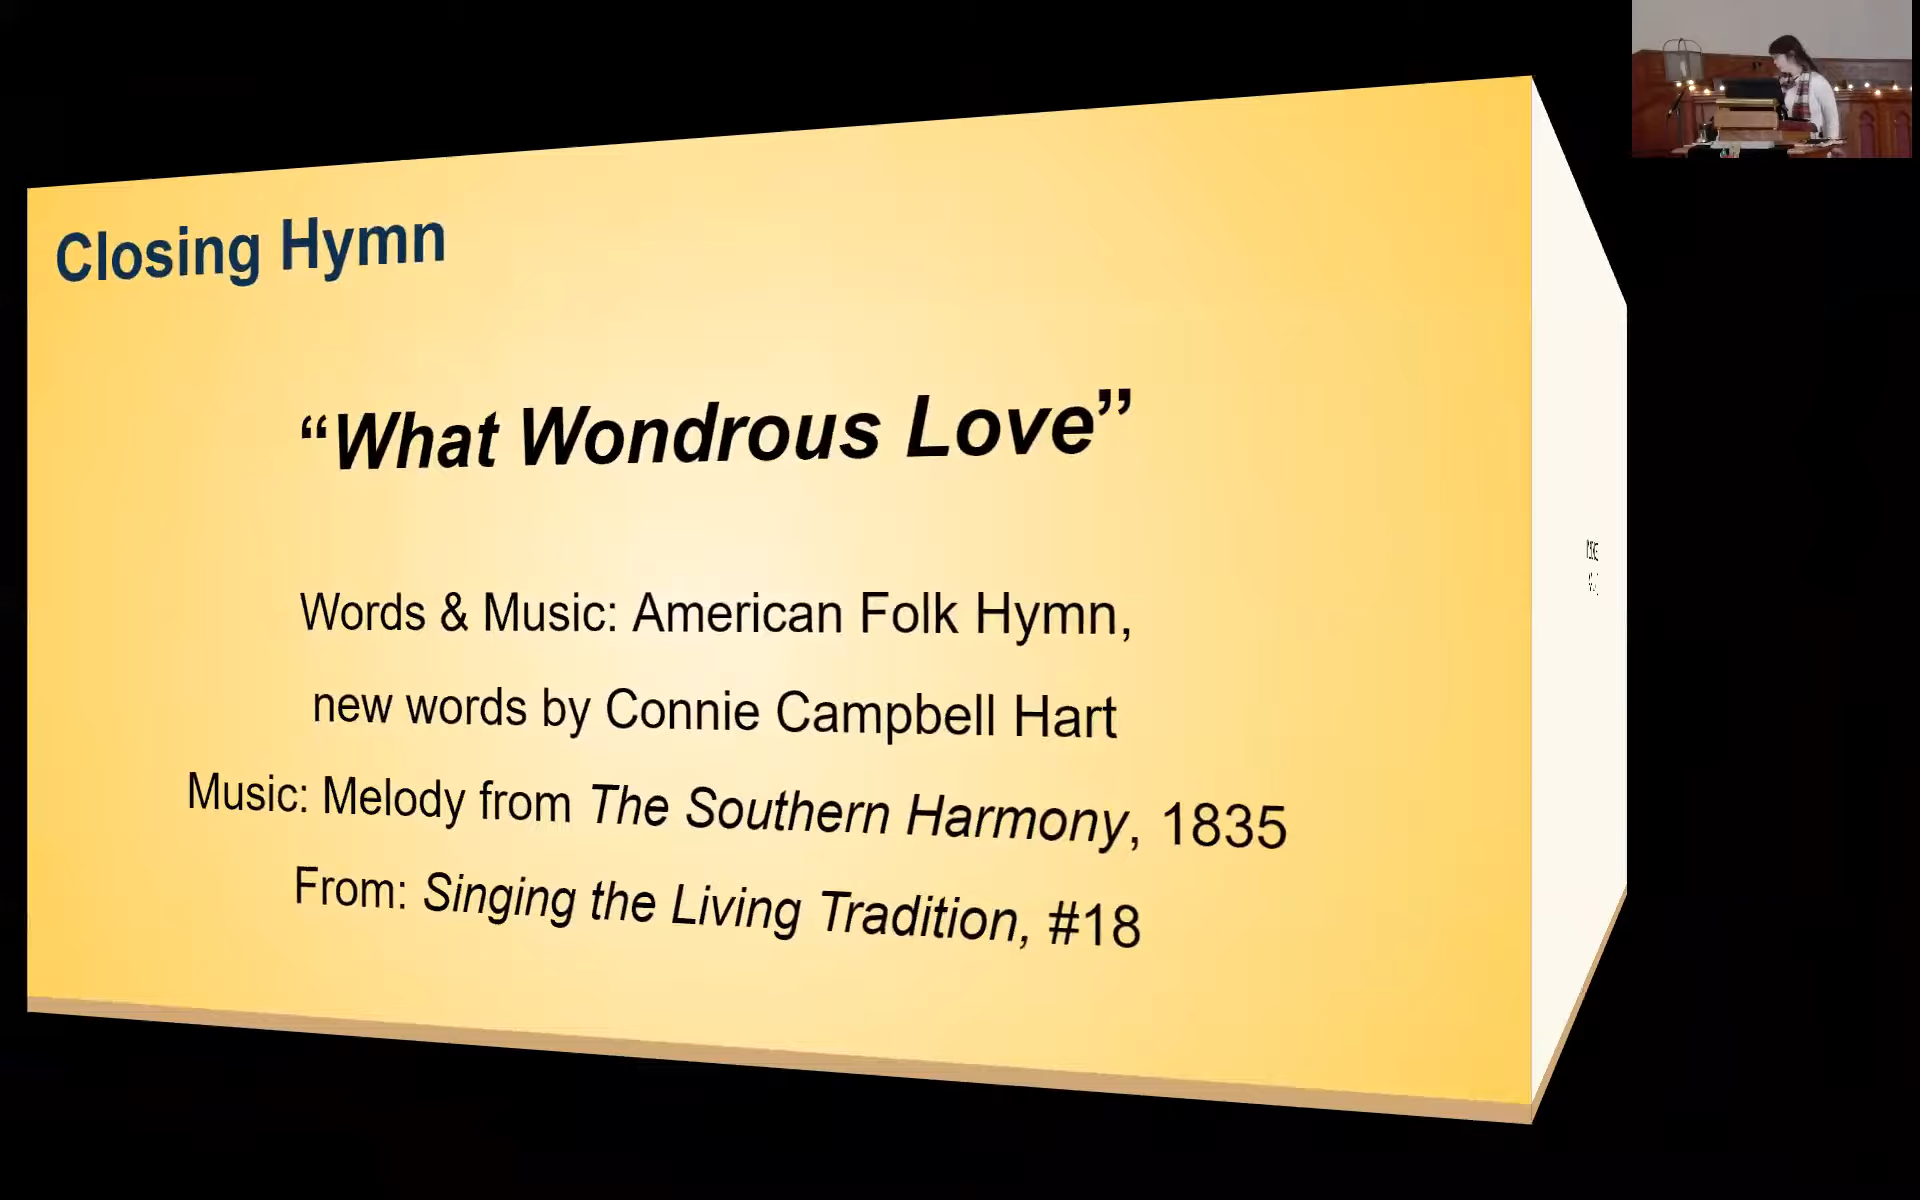 Closing Hymn
“What Wondrous Love”
Words & Music: American Folk Hymn,
new words by Connie Campbell Hart
Music: Melody from The Southern Harmony, 1835
From: Singing the Living Tradition, #18